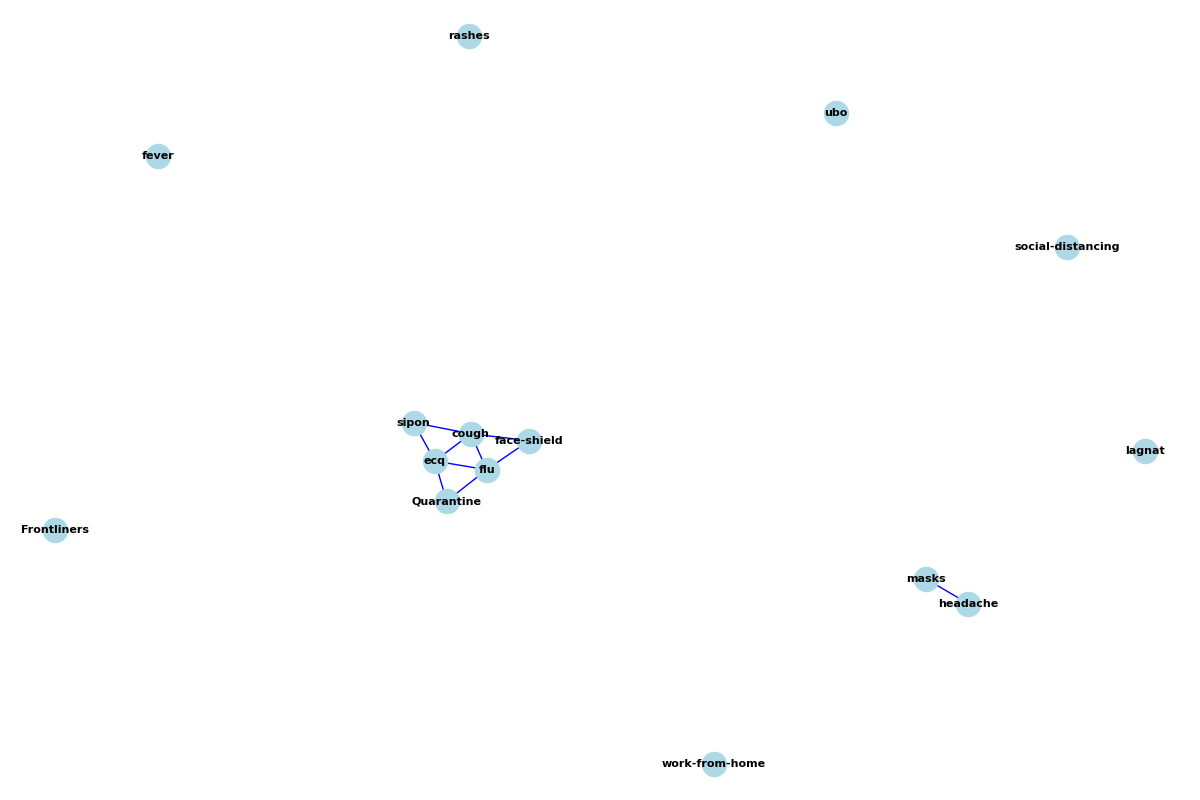 rashes
ubo
fever
social-distancing
sipon
cough
face-shield
lagnat
ecq
flu
Quarantine
Frontliners
masks
headache
work-from-home